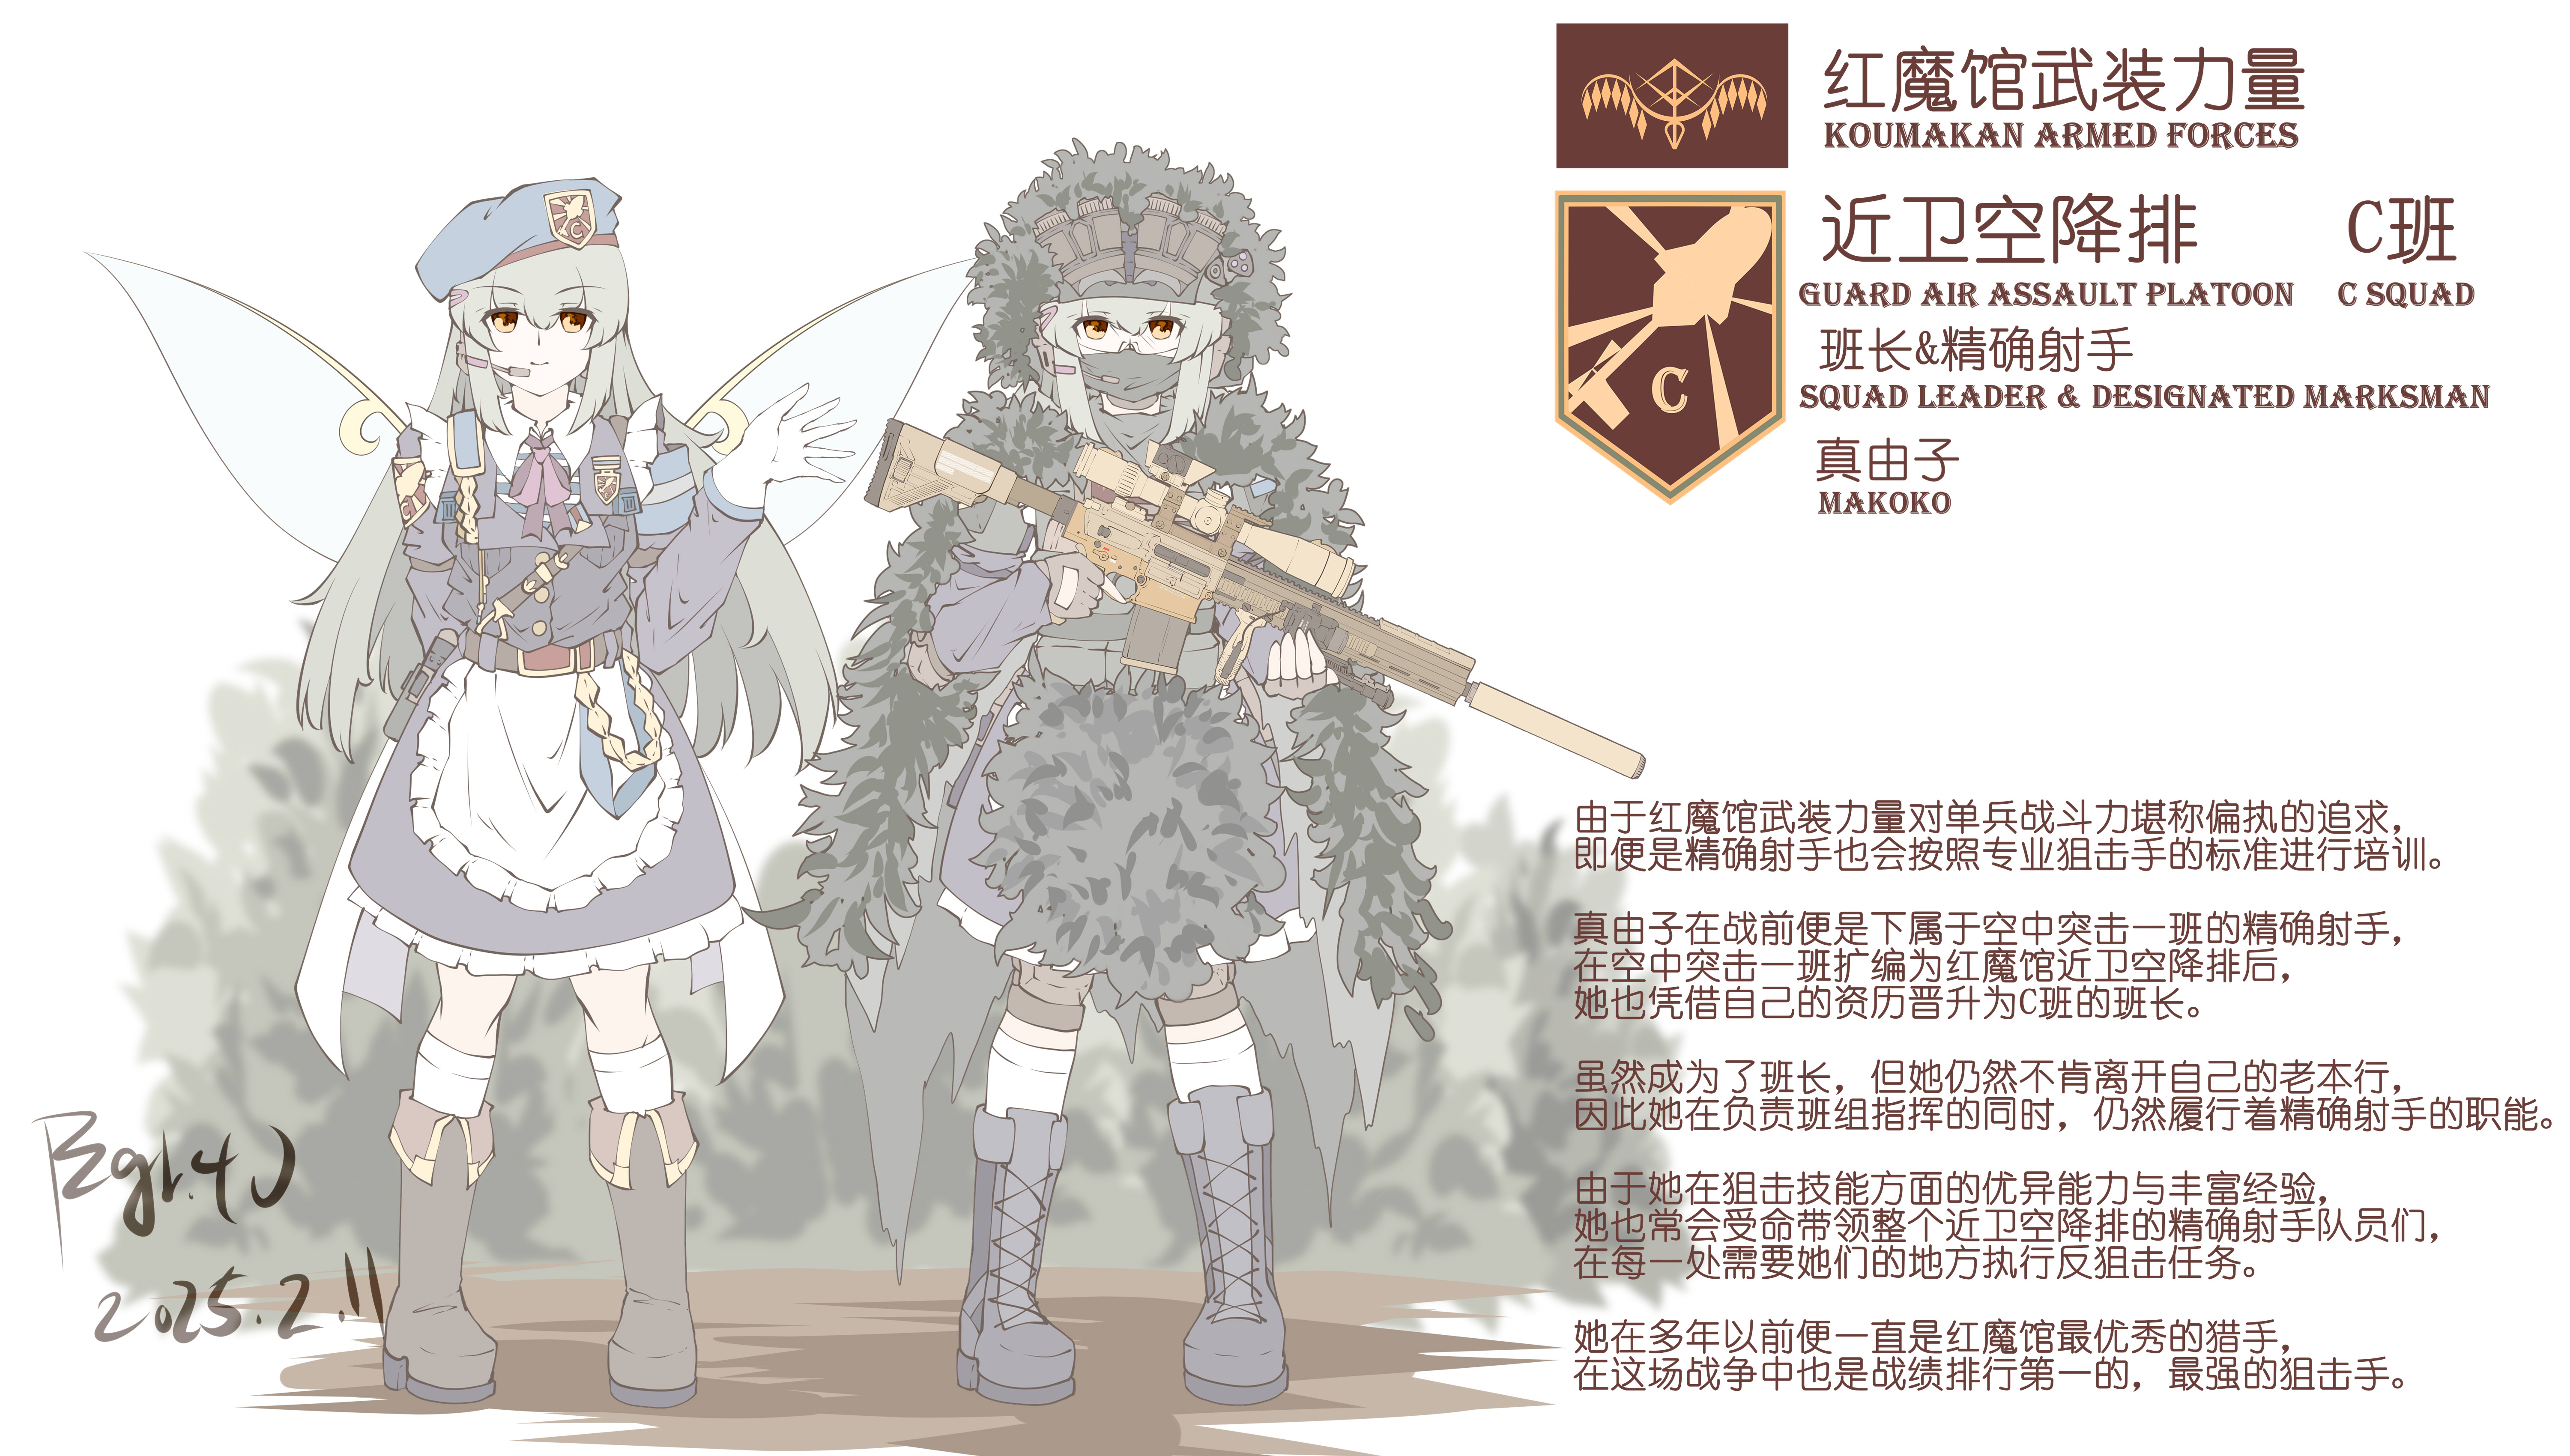 红魔馆武装力量
KOUMAKAN ARMED FORCES
近卫空降排 C班
GUARD AIR ASSAULT PLATOON C SQUAD
班长&精确射手
SQUAD LEADER & DESIGNATED MARKSMAN
真由子
MAKOKO
C
C
由于红魔馆武装力量对单兵战斗力堪称偏执的追求，
即便是精确射手也会按照专业狙击手的标准进行培训。
真由子在战前便是下属于空中突击一班的精确射手，
在空中突击一班扩编为红魔馆近卫空降排后，
她也凭借自己的资历晋升为C班的班长。
虽然成为了班长，但她仍然不肯离开自己的老本行，
因此她在负责班组指挥的同时，仍然履行着精确射手的职能。
由于她在狙击技能方面的优异能力与丰富经验，
她也常会受命带领整个近卫空降排的精确射手队员们，
在每一处需要她们的地方执行反狙击任务。
她在多年以前便一直是红魔馆最优秀的猎手，
在这场战争中也是战绩排行第一的，最强的狙击手。
2025.2.11